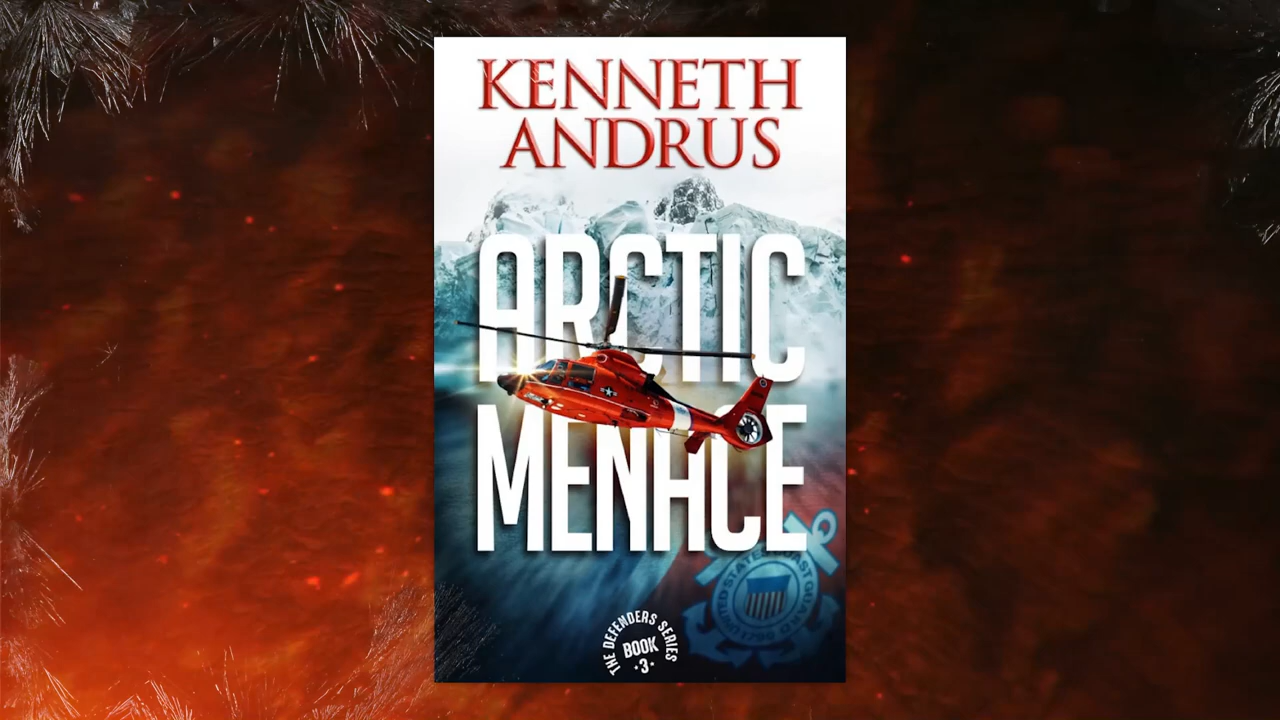 KENNETH
ANDRUS
ARCTIC
MENACE
UNITED STATES COAST GUARD
1790
THE DEFENDERS SERIES
BOOK
·3·